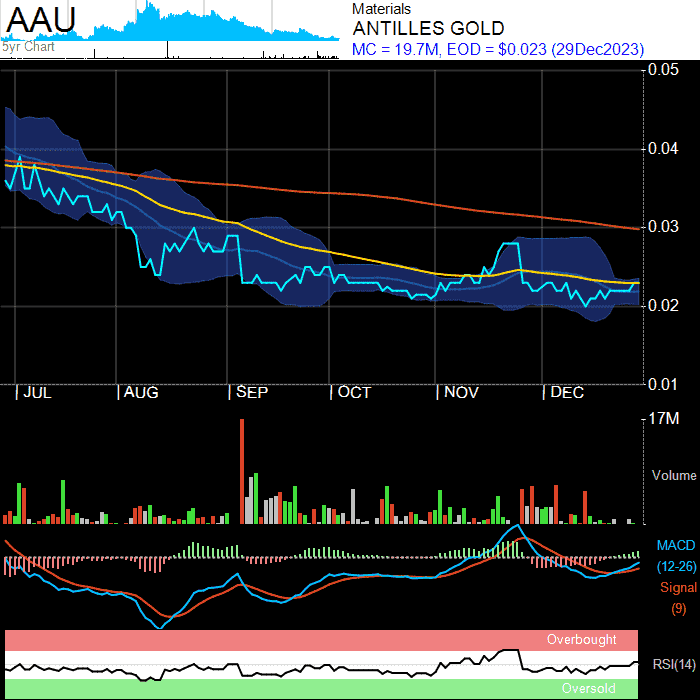 AAU
5yr Chart
Materials
ANTILLES GOLD
MC = 19.7M, EOD = $0.023 (29Dec2023)
0.05
0.04
0.03
0.02
0.01
JUL AUG SEP OCT NOV DEC
17M
Volume
MACD
(12-26)
Signal
(9)
Overbought
RSI(14)
Oversold